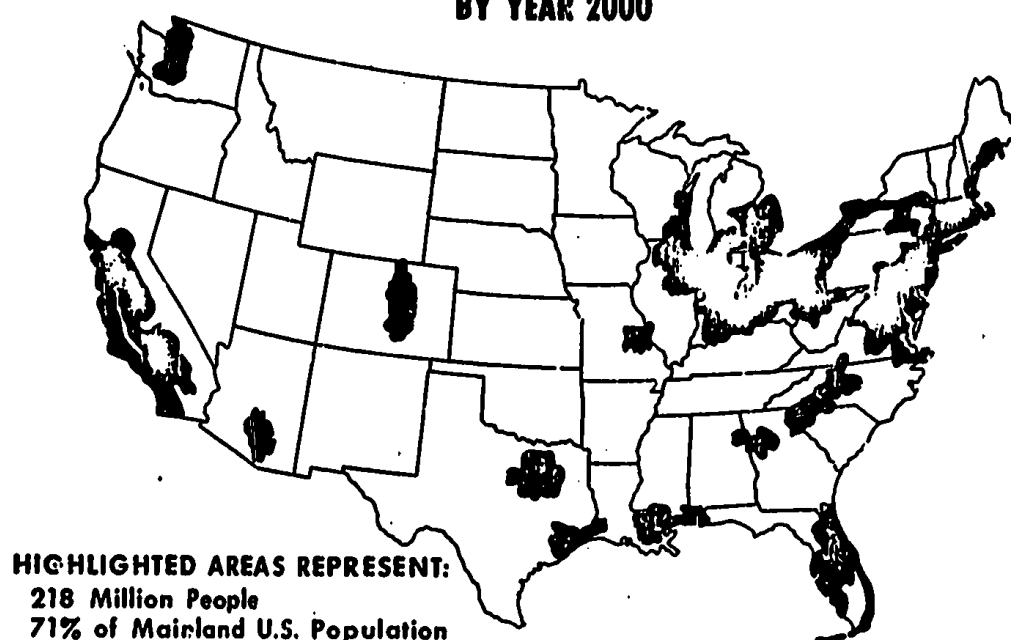 BY YEAR 2000
HIGHLIGHTED AREAS REPRESENT:
218 Million People
71% of Mainland U.S. Population